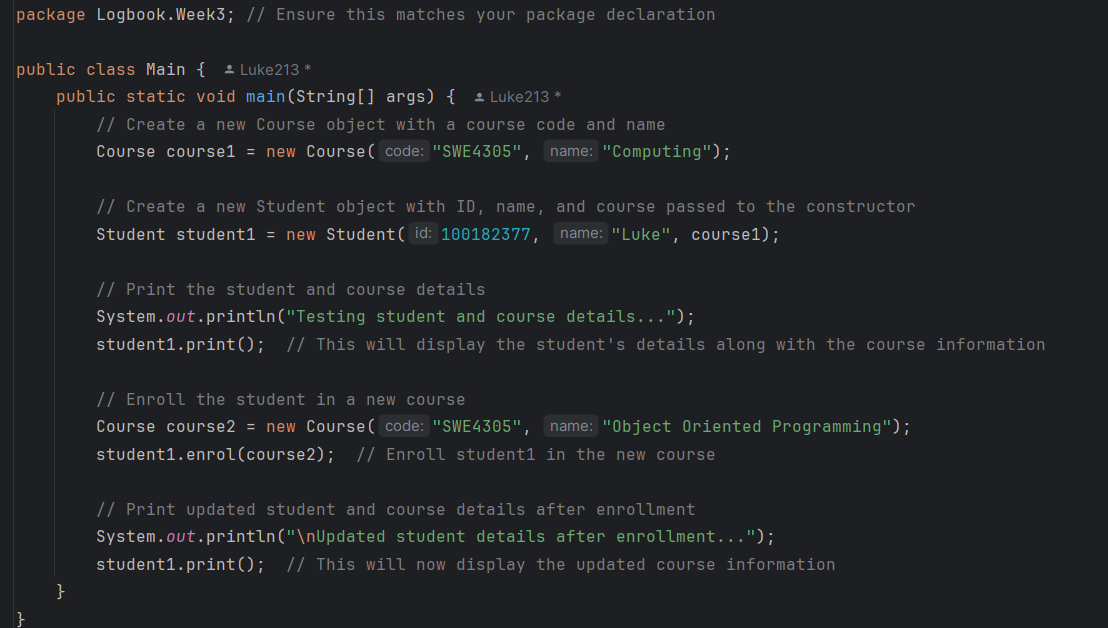 package Logbook.Week3; // Ensure this matches your package declaration
public class Main { Luke213 *
public static void main(String[] args) { Luke213 *
// Create a new Course object with a course code and name
Course course1 = new Course( code: "SWE4305", name: "Computing");
// Create a new Student object with ID, name, and course passed to the constructor
Student student1 = new Student( id: 100182377, name: "Luke", course1);
// Print the student and course details
System.out.println("Testing student and course details...");
student1.print(); // This will display the student's details along with the course information
// Enroll the student in a new course
Course course2 = new Course( code: "SWE4305", name: "Object Oriented Programming");
student1.enrol(course2); // Enroll student1 in the new course
// Print updated student and course details after enrollment
System.out.println("\nUpdated student details after enrollment...");
student1.print(); // This will now display the updated course information
}
}